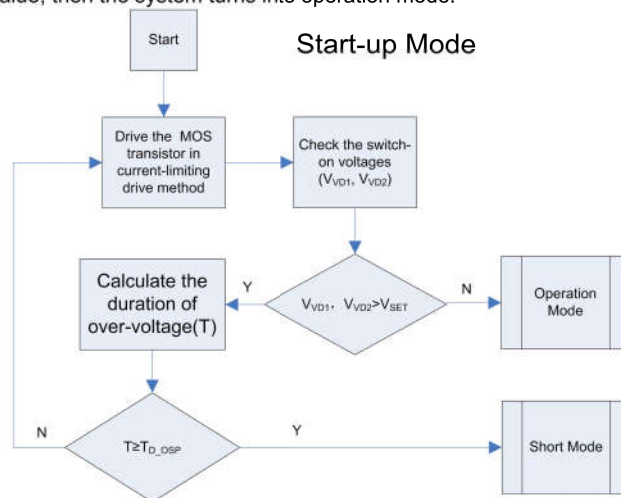 alue, then the system turns into operation mode.
Start
Start-up Mode
Drive the MOS
transistor in
current-limiting
drive method
Check the switch-
on voltages
(VVD1, VVD2)
Calculate the
duration of
over-voltage(T)
Y
VVD1, VVD2>VSET
N
Operation
Mode
N
T≥TD_OSP
Y
Short Mode